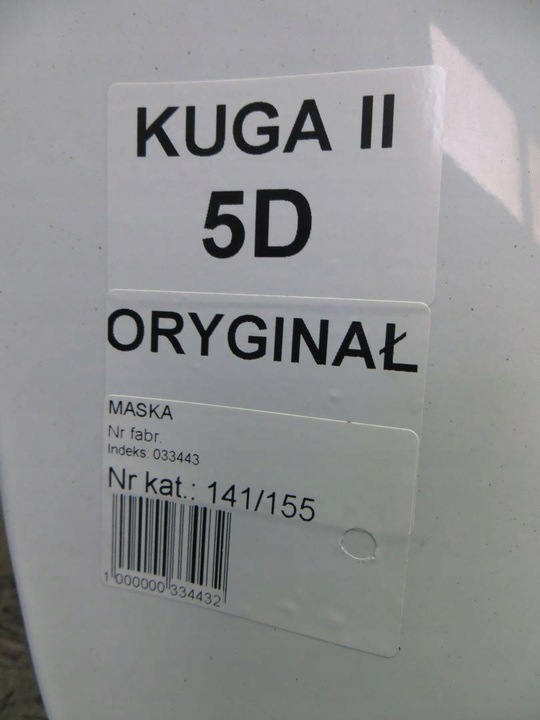 KUGA II
5D
ORYGINAŁ
MASKA
Nr fabr.
Indeks: 033443
Nr kat.: 141/155
1 000000 334432